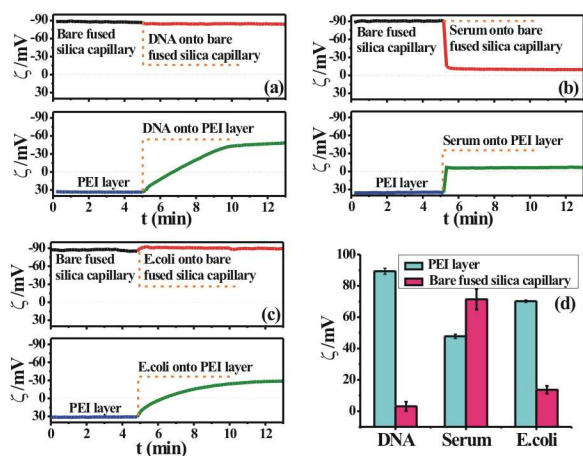 -90
-60
-30
0
30
ζ/mV
Bare fused
silica capillary
DNA onto bare
fused silica capillary
(a)
-90
-60
-30
0
30
ζ/mV
DNA onto PEI layer
PEI layer
0 2 4 6 8 10 12
t (min)
-90
-60
-30
0
30
ζ/mV
Bare fused
silica capillary
Serum onto bare
fused silica capillary
(b)
-90
-60
-30
0
30
ζ/mV
Serum onto PEI layer
PEI layer
0 2 4 6 8 10 12
t (min)
-90
-60
-30
0
30
ζ/mV
Bare fused
silica capillary
E.coli onto bare
fused silica capillary
(c)
-90
-60
-30
0
30
ζ/mV
E.coli onto PEI layer
PEI layer
0 2 4 6 8 10 12
t (min)
100
80
60
40
20
0
ζ/mV
PEI layer
Bare fused silica capillary
(d)
DNA Serum E.coli